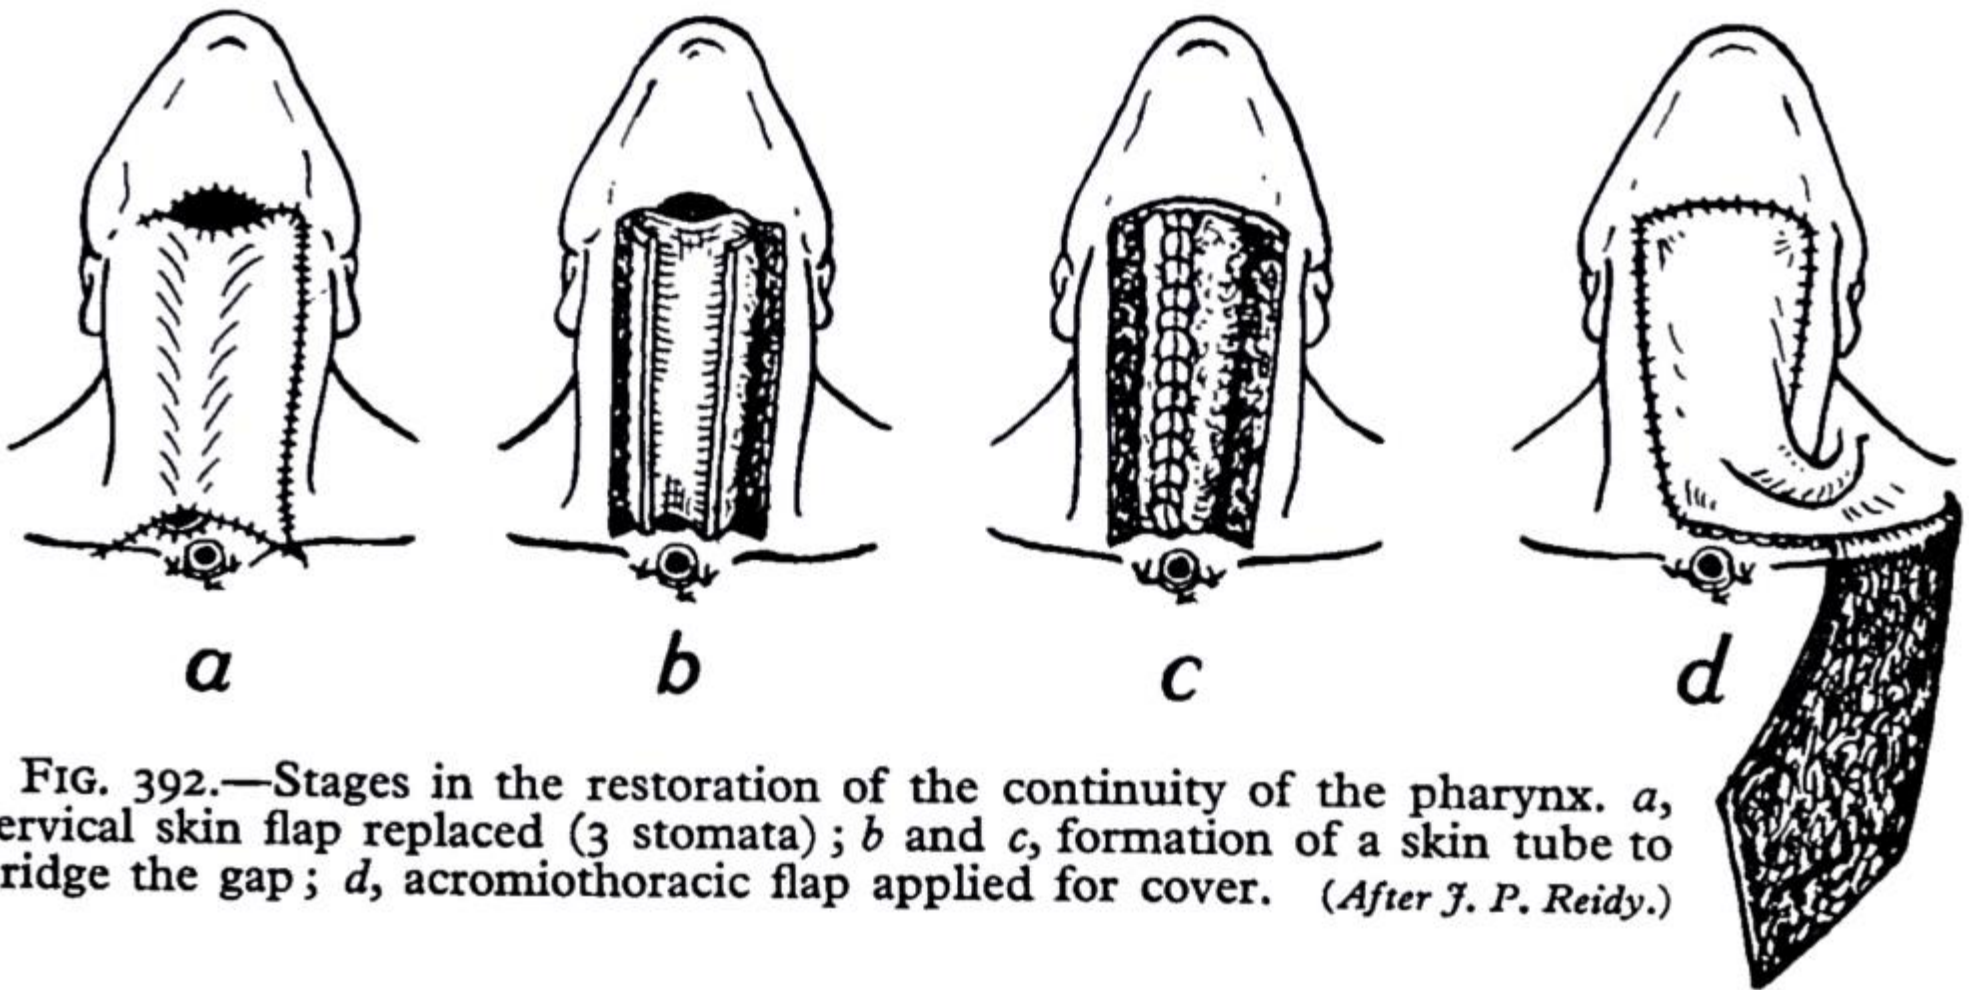 a b c d
FIG. 392.—Stages in the restoration of the continuity of the pharynx. a,
ervical skin flap replaced (3 stomata) ; b and c, formation of a skin tube to
ridge the gap ; d, acromiothoracic flap applied for cover. (After J. P. Reidy.)